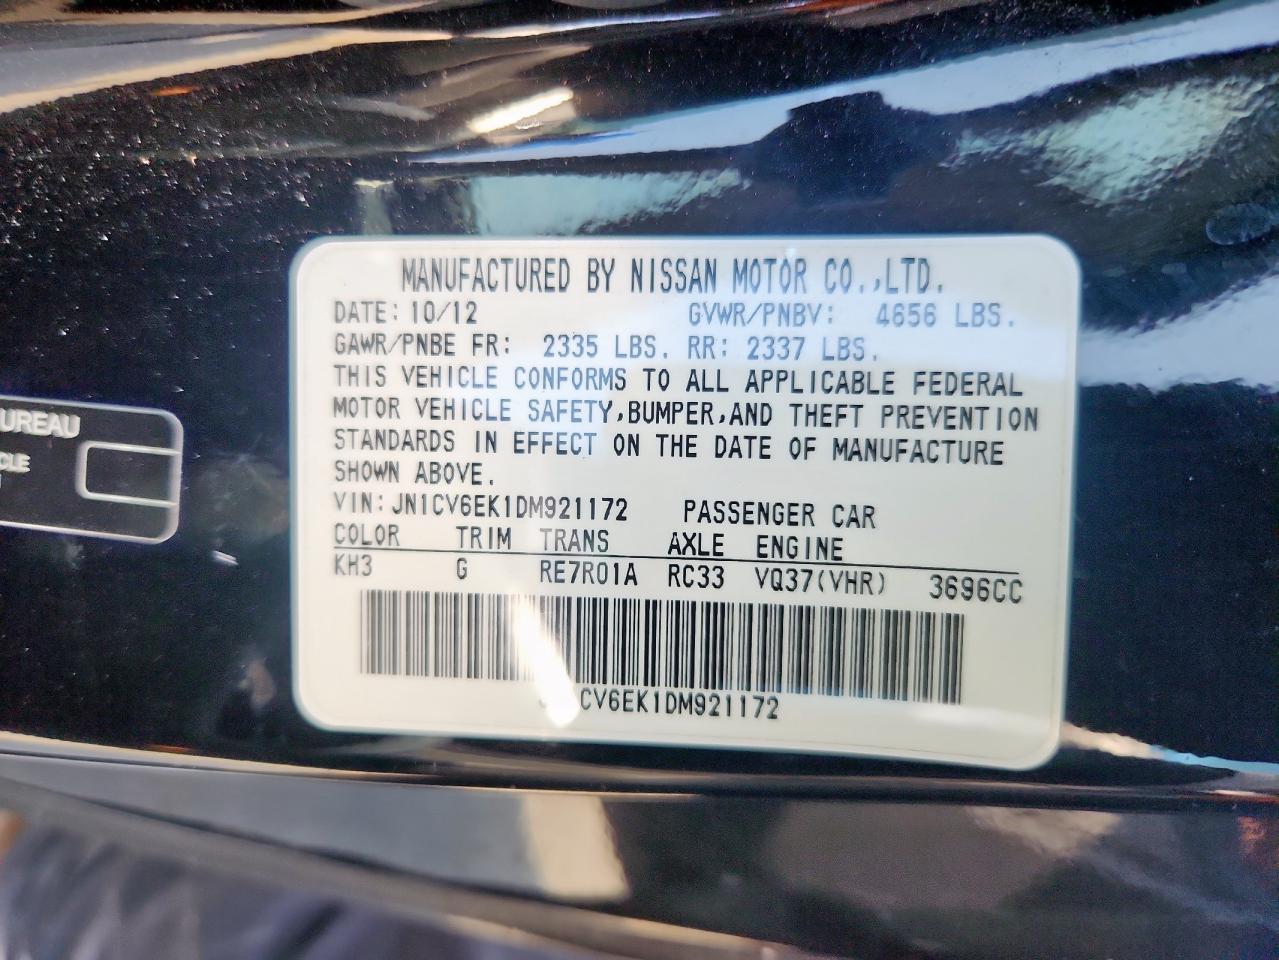 MANUFACTURED BY NISSAN MOTOR CO.,LTD.
DATE: 10/12 GVWR/PNBV: 4656 LBS.
GAWR/PNBE FR: 2335 LBS. RR: 2337 LBS.
THIS VEHICLE CONFORMS TO ALL APPLICABLE FEDERAL
MOTOR VEHICLE SAFETY,BUMPER,AND THEFT PREVENTION
STANDARDS IN EFFECT ON THE DATE OF MANUFACTURE
SHOWN ABOVE.
VIN: JN1CV6EK1DM921172 PASSENGER CAR
COLOR TRIM TRANS AXLE ENGINE
KH3 G RE7R01A RC33 VQ37(VHR) 3696CC
CV6EK1DM921172